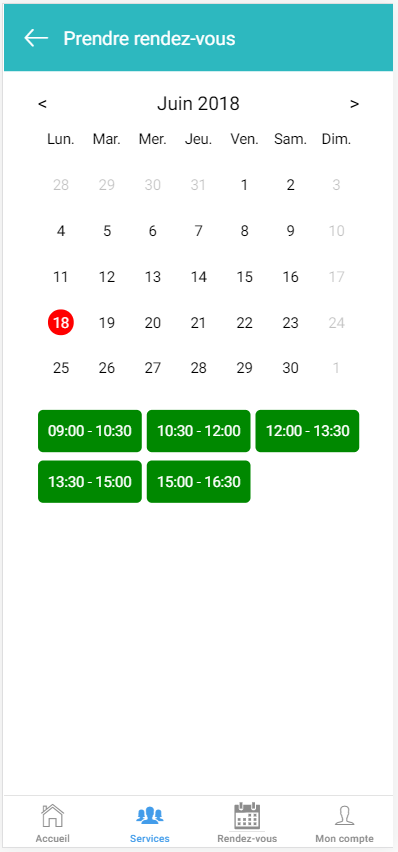 Prendre rendez-vous
< Juin 2018 >
Lun. Mar. Mer. Jeu. Ven. Sam. Dim.
28 29 30 31 1 2 3
4 5 6 7 8 9 10
11 12 13 14 15 16 17
18 19 20 21 22 23 24
25 26 27 28 29 30 1
09:00 - 10:30 10:30 - 12:00 12:00 - 13:30
13:30 - 15:00 15:00 - 16:30
Accueil Services Rendez-vous Mon compte